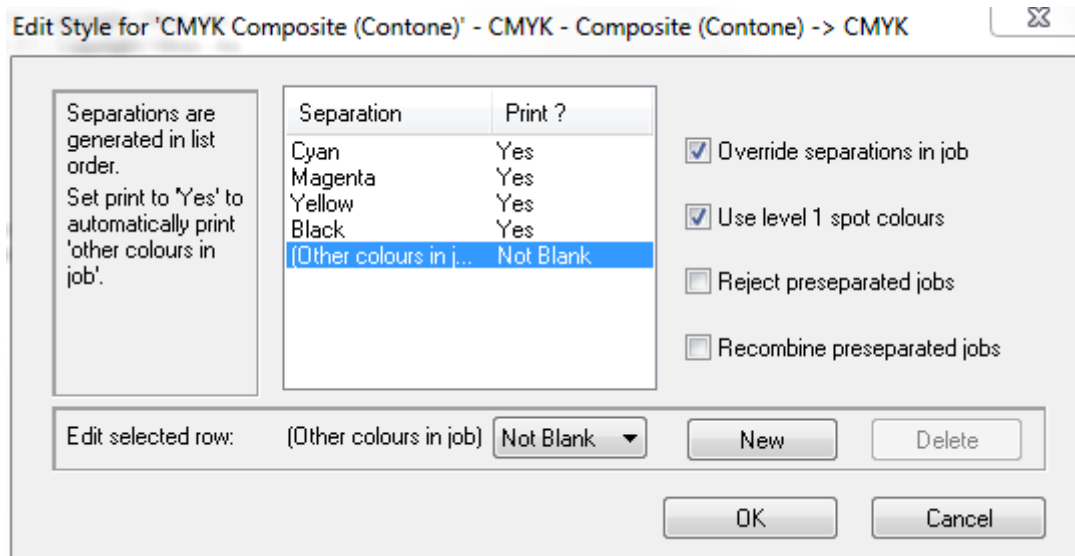 Edit Style for 'CMYK Composite (Contone)' - CMYK - Composite (Contone) -> CMYK
Separations are
generated in list
order.
Set print to 'Yes' to
automatically print
'other colours in
job'.
Separation Print ?
Cyan Yes
Magenta Yes
Yellow Yes
Black Yes
(Other colours in j... Not Blank
Override separations in job
Use level 1 spot colours
Reject preseparated jobs
Recombine preseparated jobs
Edit selected row: (Other colours in job) Not Blank New Delete
OK Cancel